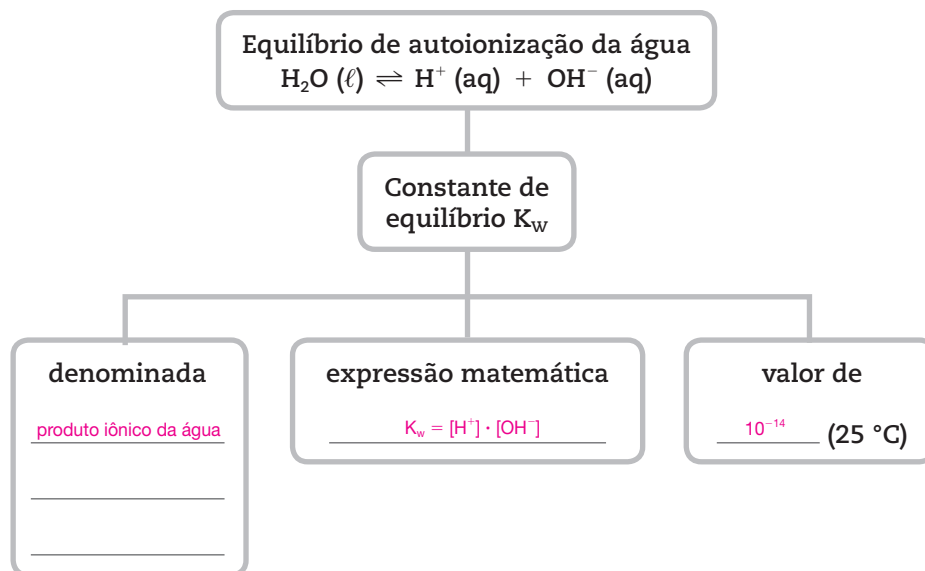 Equilíbrio de autoionização da água
H₂O (ℓ) ⇌ H⁺ (aq) + OH⁻ (aq)
Constante de
equilíbrio K_W
denominada
produto iônico da água
expressão matemática
K_w = [H⁺] · [OH⁻]
valor de
10⁻¹⁴ (25 °C)